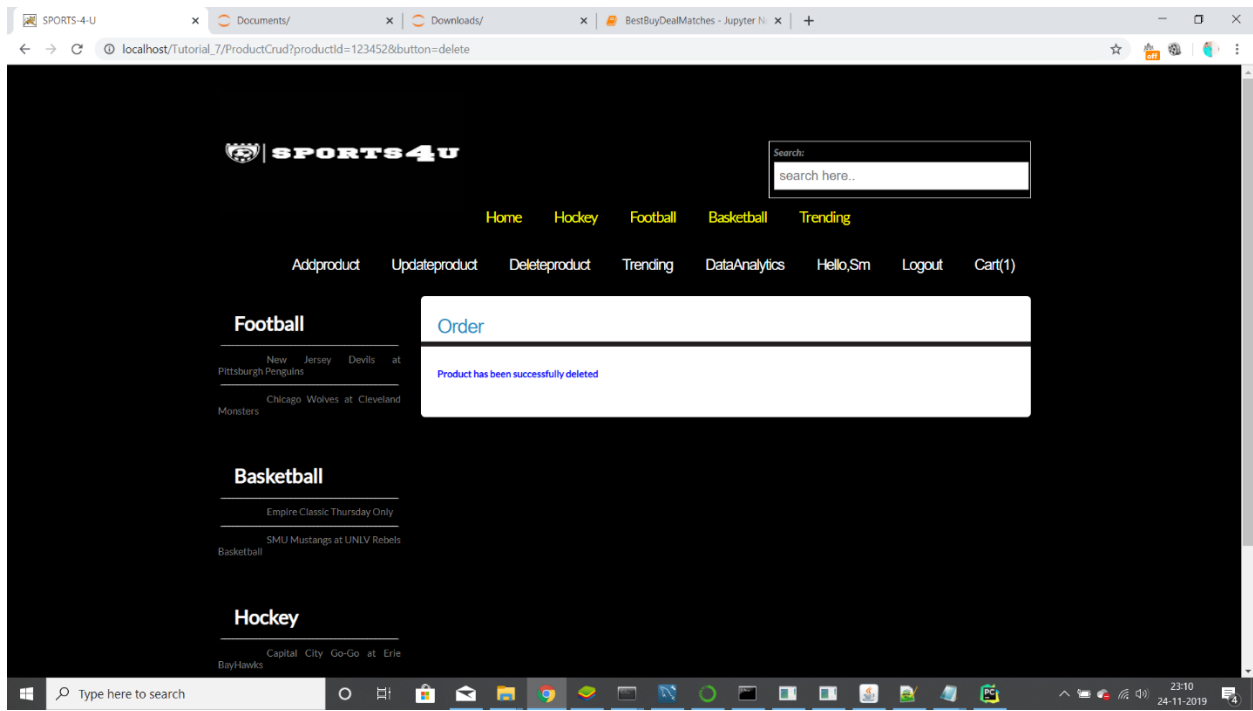 SPORTS-4-U
Documents/
Downloads/
BestBuyDealMatches - Jupyter N
localhost/Tutorial_7/ProductCrud?productId=123452&button=delete
off
SPORTS4U
Search:
search here..
Home Hockey Football Basketball Trending
Addproduct Updateproduct Deleteproduct Trending DataAnalytics Hello,Sm Logout Cart(1)
Football
New Jersey Devils at
Pittsburgh Penguins
Chicago Wolves at Cleveland
Monsters
Order
Product has been successfully deleted
Basketball
Empire Classic Thursday Only
SMU Mustangs at UNLV Rebels
Basketball
Hockey
Capital City Go-Go at Erie
BayHawks
Type here to search
PC
23:10
24-11-2019
4